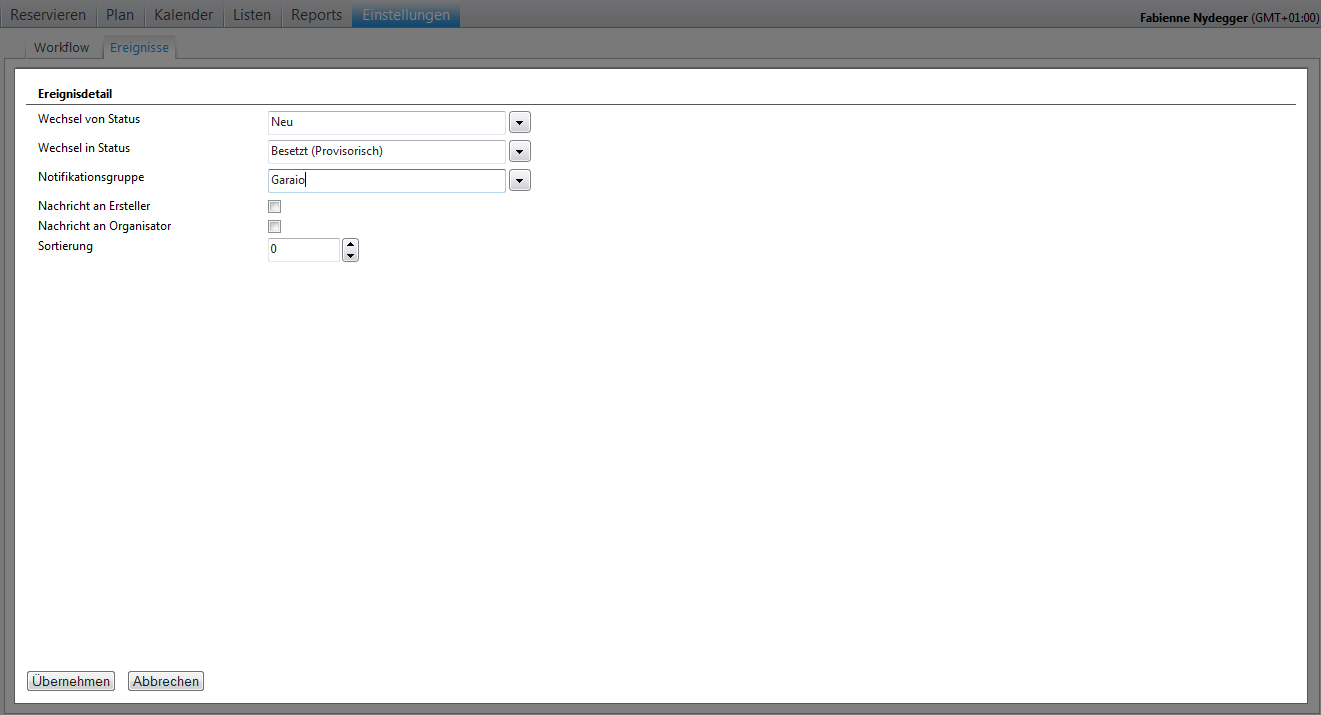 Reservieren Plan Kalender Listen Reports Einstellungen
Fabienne Nydegger (GMT+01:00)
Workflow Ereignisse
Ereignisdetail
Wechsel von Status Neu
Wechsel in Status Besetzt (Provisorisch)
Notifikationsgruppe Garaio
Nachricht an Ersteller
Nachricht an Organisator
Sortierung 0
Übernehmen Abbrechen